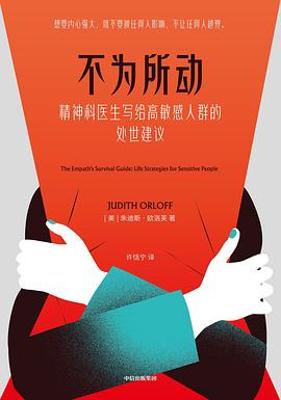 想要内心强大，就不要被任何人影响，不让任何人越界。
不为所动
精神科医生写给高敏感人群的
处世建议
The Empath's Survival Guide: Life Strategies for Sensitive People
JUDITH ORLOFF
[美] 朱迪斯·欧洛芙 著
许恬宁 译
中信出版集团